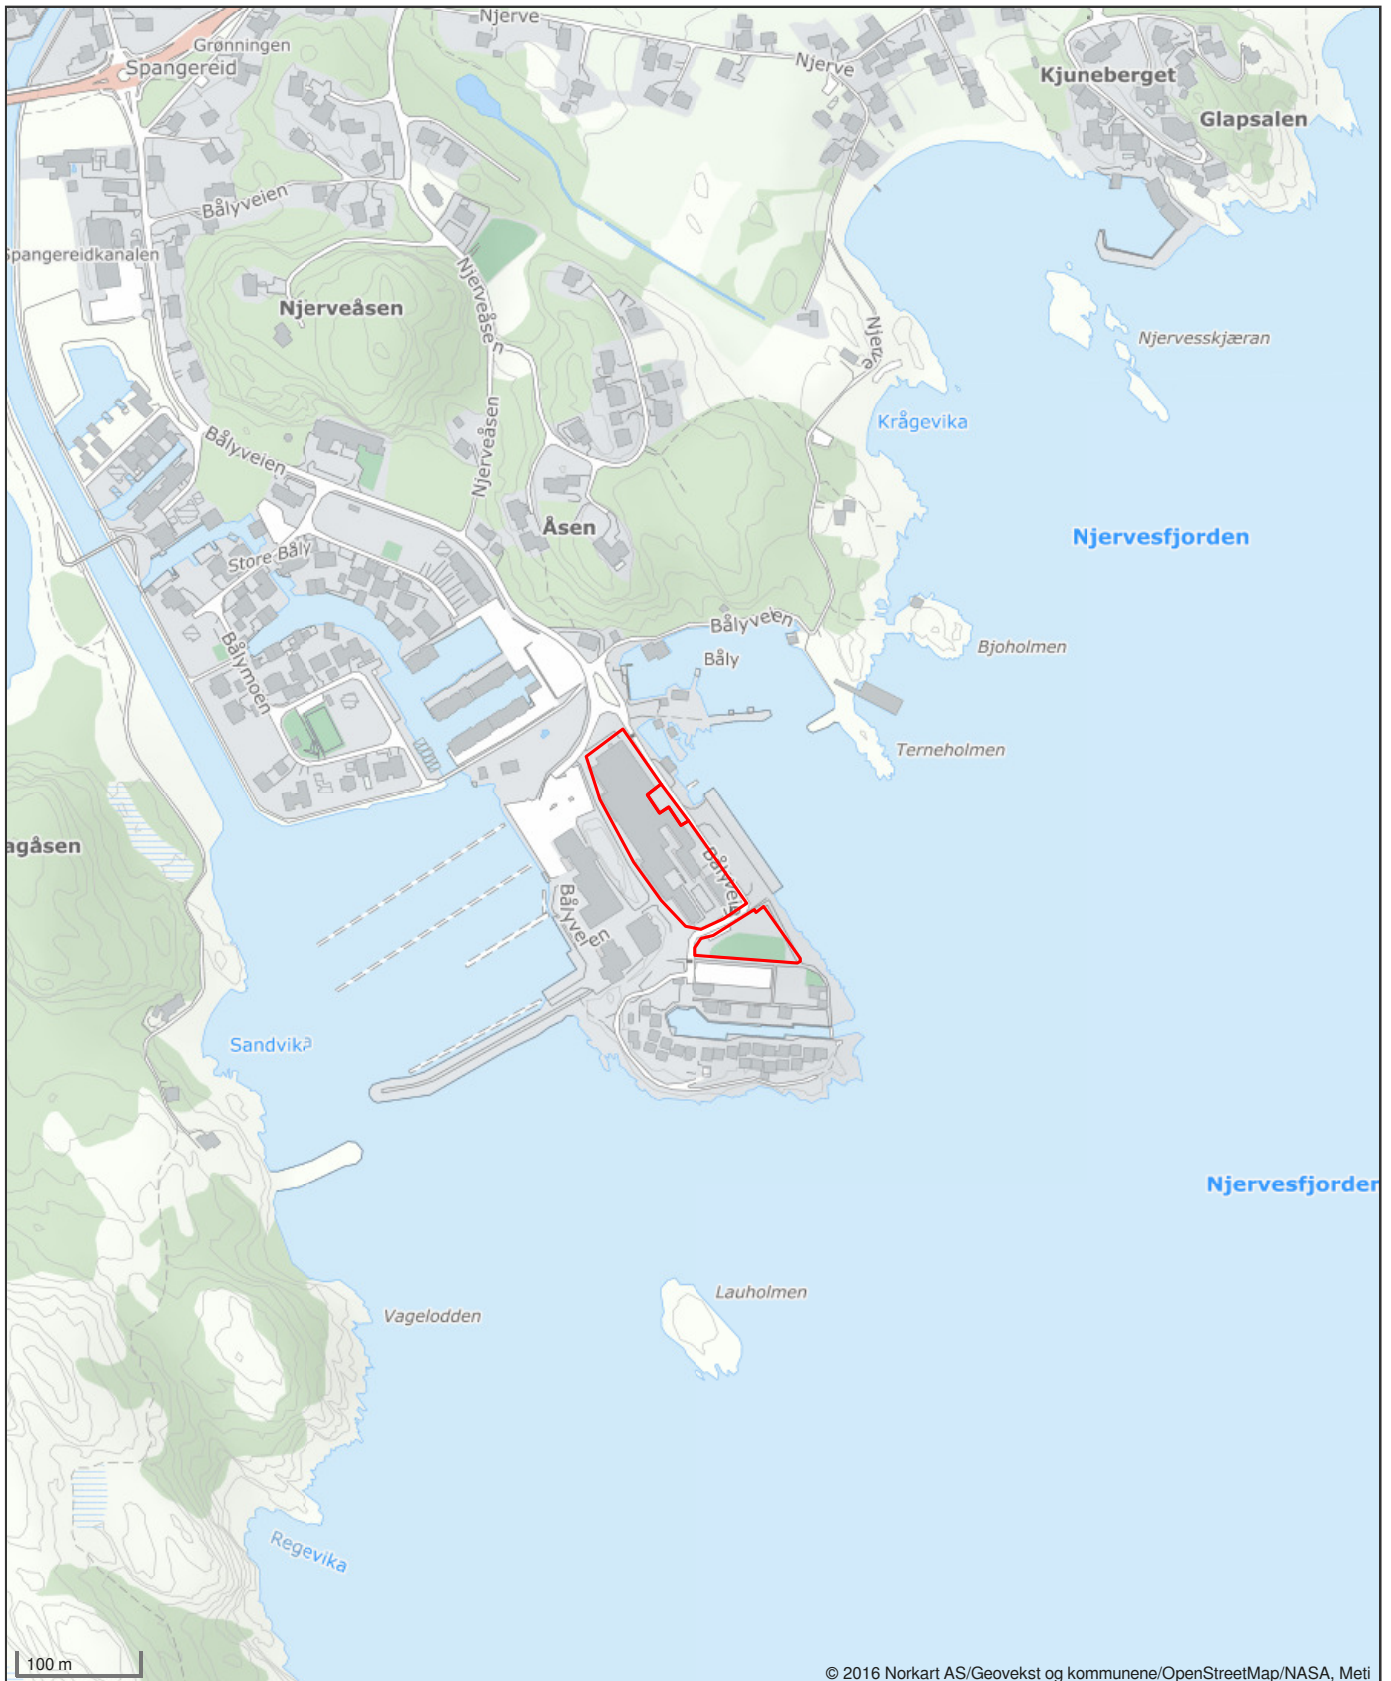 Njerve
Grønningen
Spangereid
Njerve
Kjuneberget
Glapsalen
Bålyveien
Spangereidkanalen
Njerveåsen
Njerveåsen
Njerve
Njervesskjæran
Krågevika
Njerveåsen
Bålyveien
Åsen
Njervesfjorden
Store Båly
Bålyveien
Bjoholmen
Båly
Bålymoen
Terneholmen
agåsen
Bålyveien
Bålyveien
Sandvika
Njervesfjorden
Lauholmen
Vagelodden
Regevika
100 m
© 2016 Norkart AS/Geovekst og kommunene/OpenStreetMap/NASA, Meti